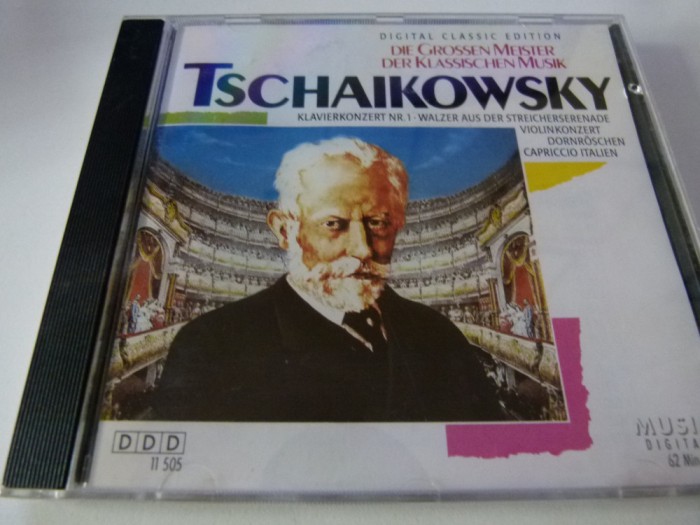 DIGITAL CLASSIC EDITION
DIE GROSSEN MEISTER
DER KLASSISCHEN MUSIK
TSCHAIKOWSKY
KLAVIERKONZERT NR. 1 · WALZER AUS DER STREICHERSERENADE
VIOLINKONZERT
DORNRÖSCHEN
CAPRICCIO ITALIEN
DDD
11 505
MUSI
DIGITA
62 Min